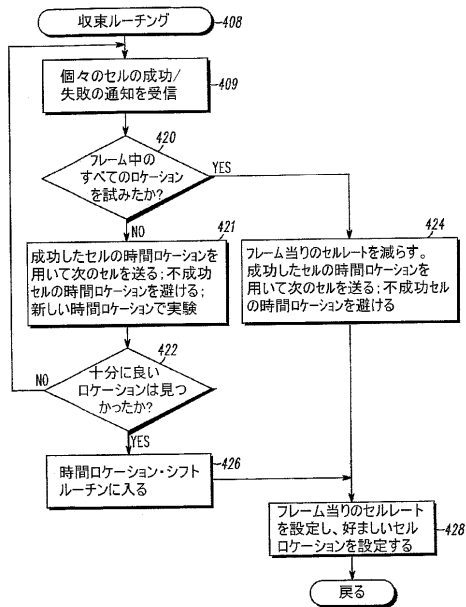 収束ルーチング
408
個々のセルの成功/
失敗の通知を受信
409
420
フレーム中の
すべてのロケーション
を試みたか?
YES
NO
421
成功したセルの時間ロケーションを
用いて次のセルを送る;不成功
セルの時間ロケーションを避ける;
新しい時間ロケーションで実験
424
フレーム当りのセルレートを減らす。
成功したセルの時間ロケーションを
用いて次のセルを送る;不成功セル
の時間ロケーションを避ける
422
十分に良い
ロケーションは見つ
かったか?
NO
YES
時間ロケーション・シフト
ルーチンに入る
426
フレーム当りのセルレート
を設定し、好ましいセル
ロケーションを設定する
428
戻る